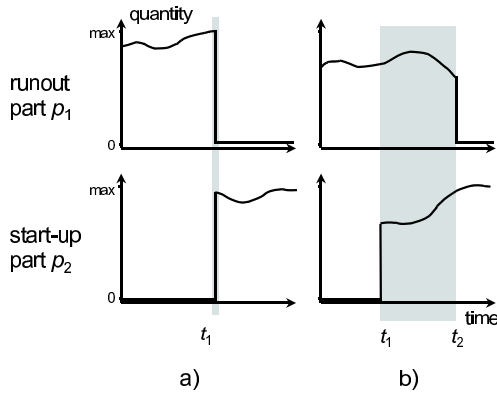 quantity
max
runout
part p1
0
max
start-up
part p2
0
time
t1
t1
t2
a)
b)